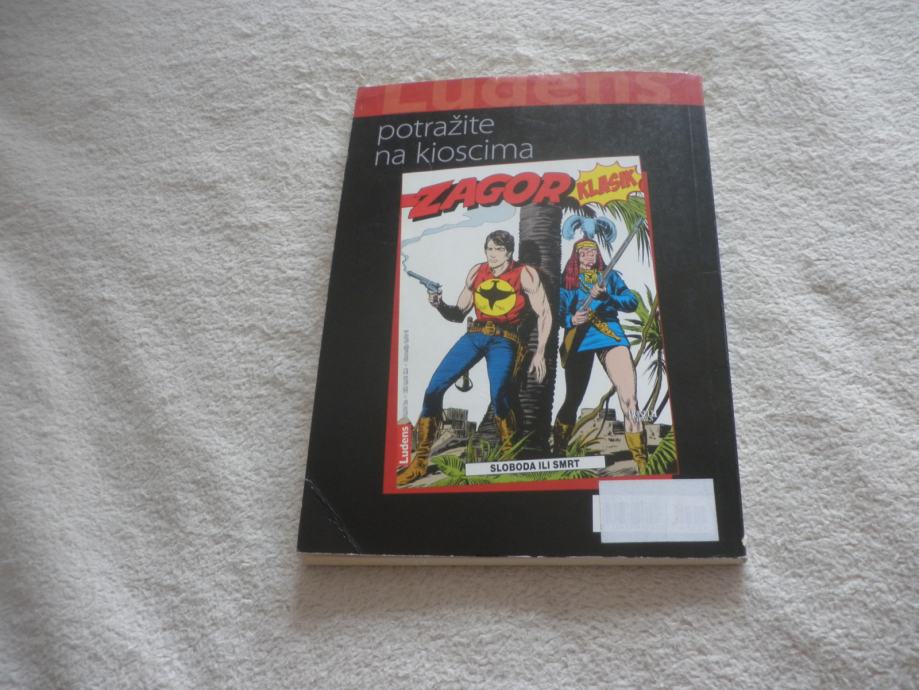 Ludens
potražite
na kioscima
ZAGOR
KLASIK
Ludens
SLOBODA ILI SMRT